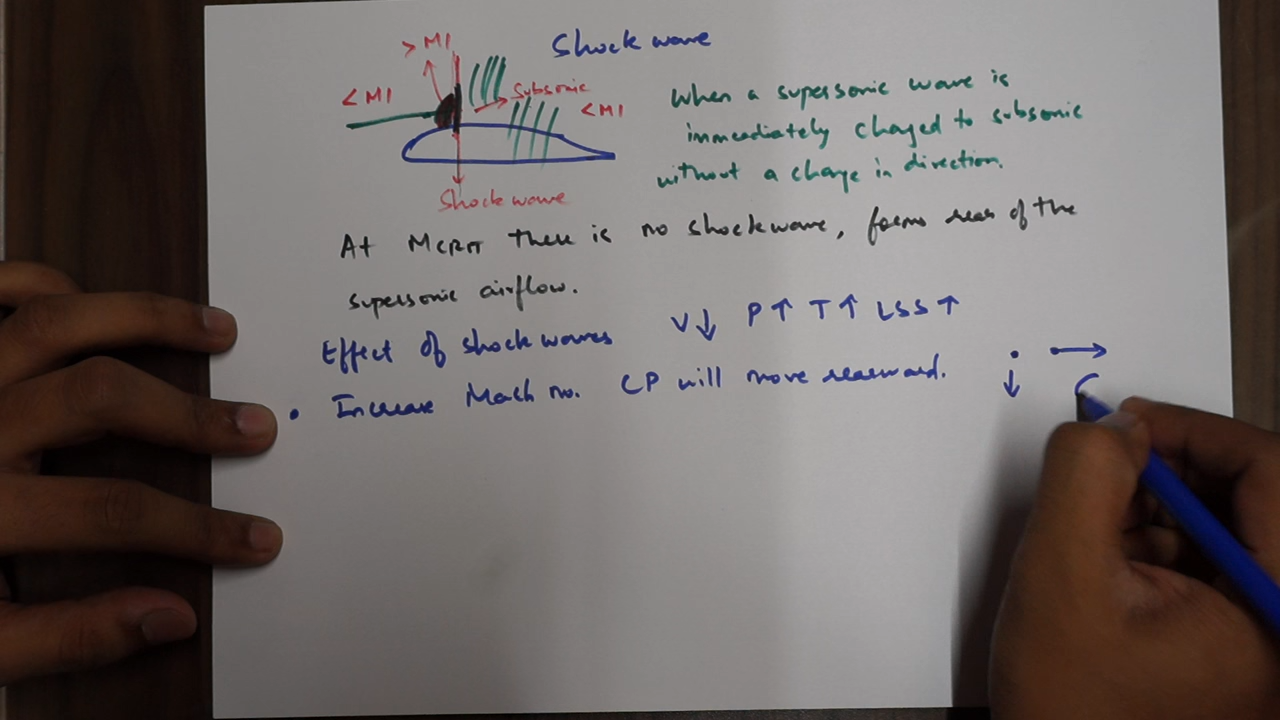 > M1
Shock wave
< M1
Subsonic
< M1
Shock wave
When a supersonic wave is
immediately changed to subsonic
without a change in direction.
At MCRIT there is no shockwave, forms rear of the
supersonic airflow.
Effect of shock waves V↓ P↑ T↑ LSS↑
• Increase Mach no. CP will move rearward.